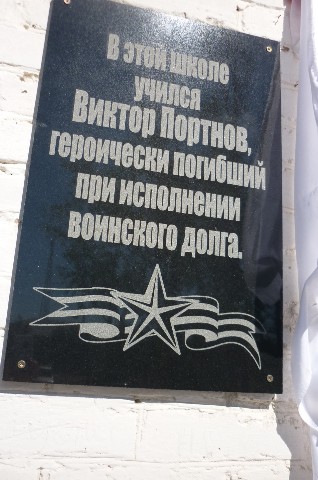 В этой школе
учился
Виктор Портнов,
героически погибший
при исполнении
воинского долга.